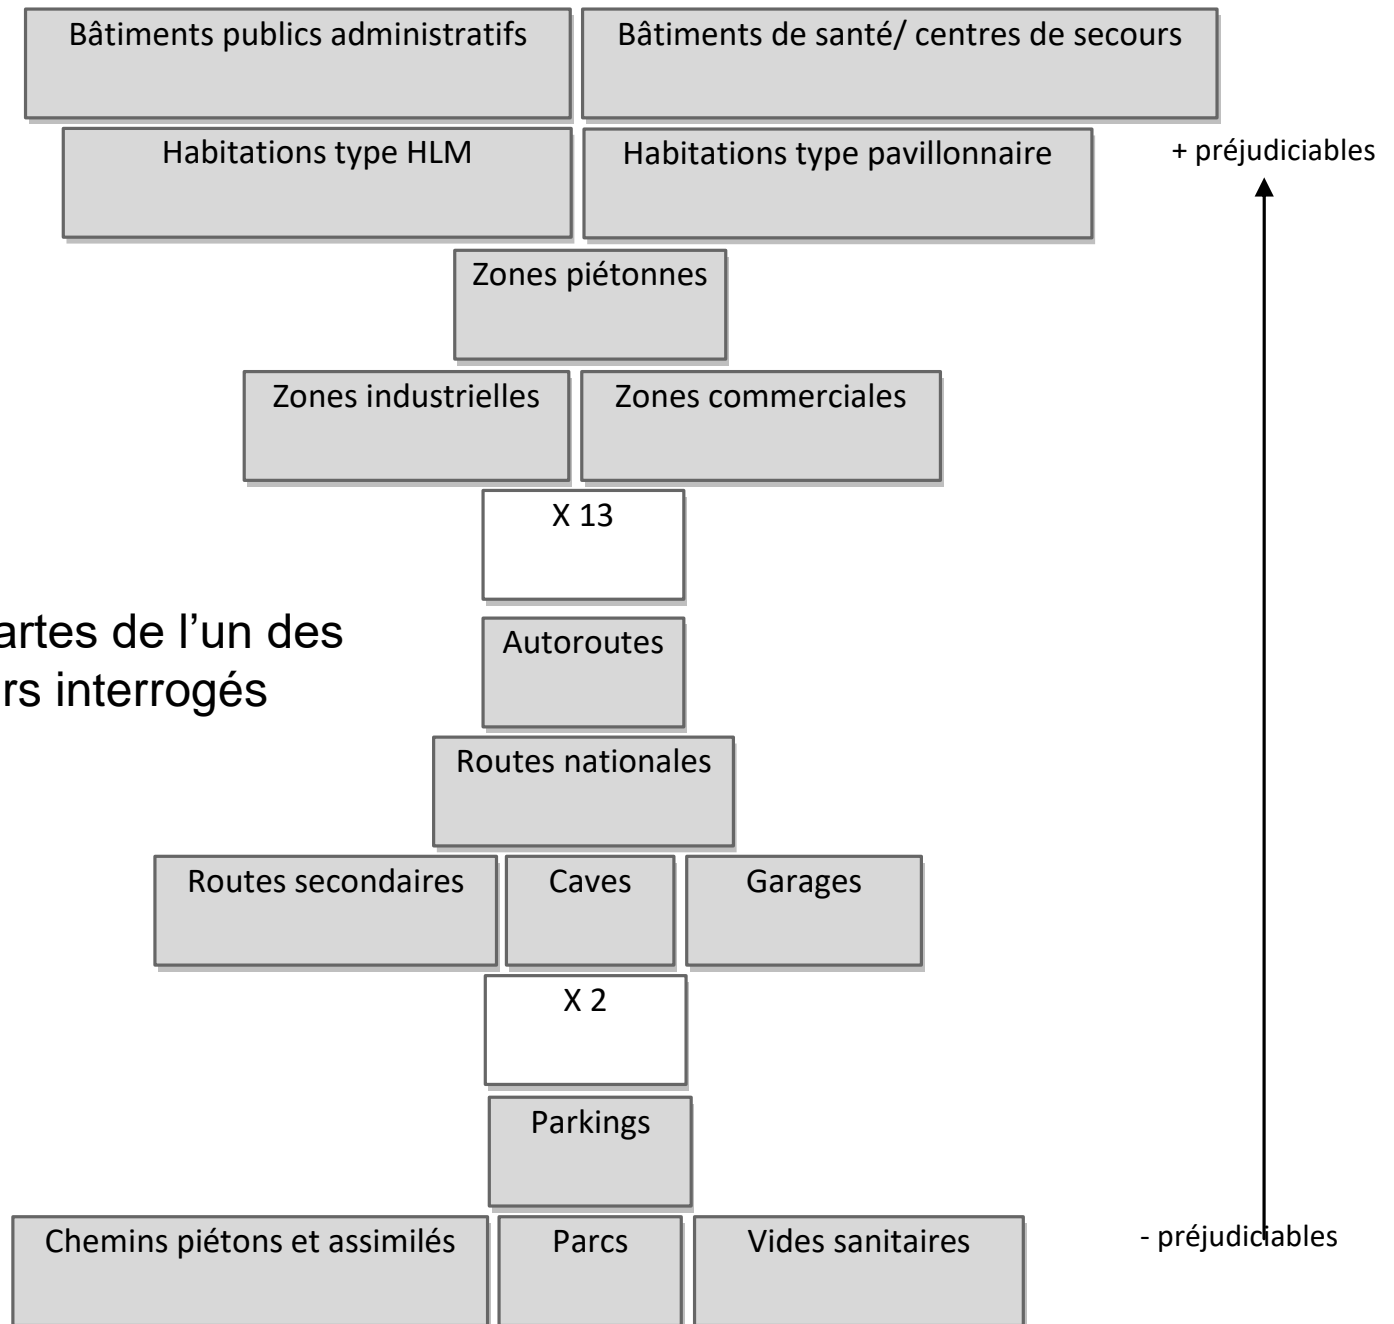 Bâtiments publics administratifs
Bâtiments de santé/ centres de secours
Habitations type HLM
Habitations type pavillonnaire
+ préjudiciables
Zones piétonnes
Zones industrielles
Zones commerciales
X 13
artes de l’un des
rs interrogés
Autoroutes
Routes nationales
Routes secondaires
Caves
Garages
X 2
Parkings
Chemins piétons et assimilés
Parcs
Vides sanitaires
- préjudiciables